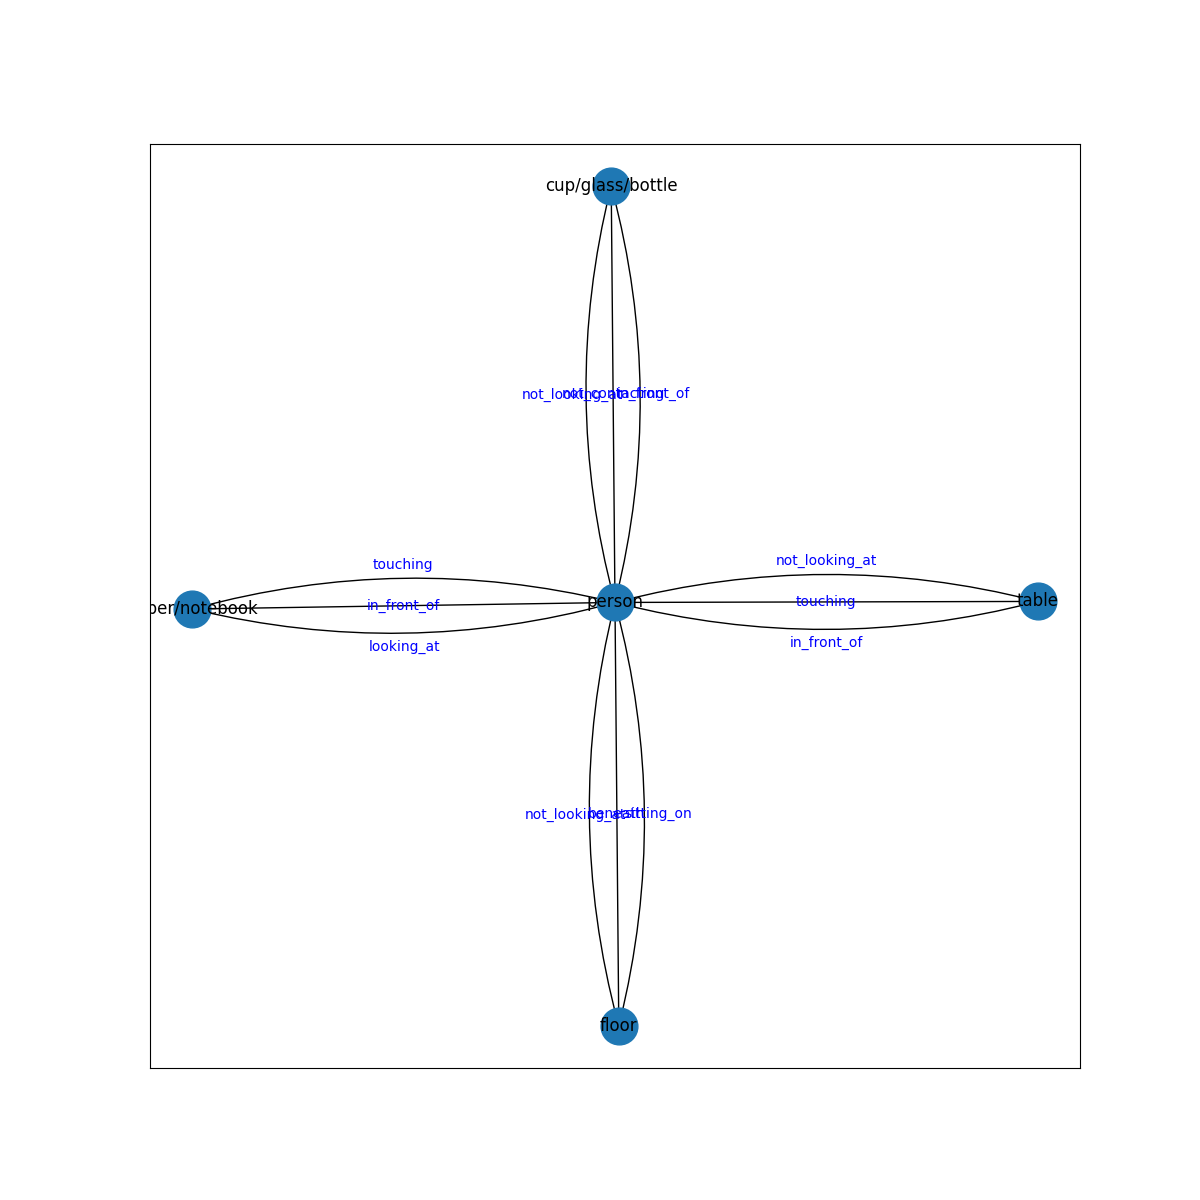 cup/glass/bottle
not_looking_at
not_contacting
in_front_of
touching
in_front_of
looking_at
per/notebook
person
not_looking_at
touching
in_front_of
table
not_looking_at
beneath
sitting_on
floor